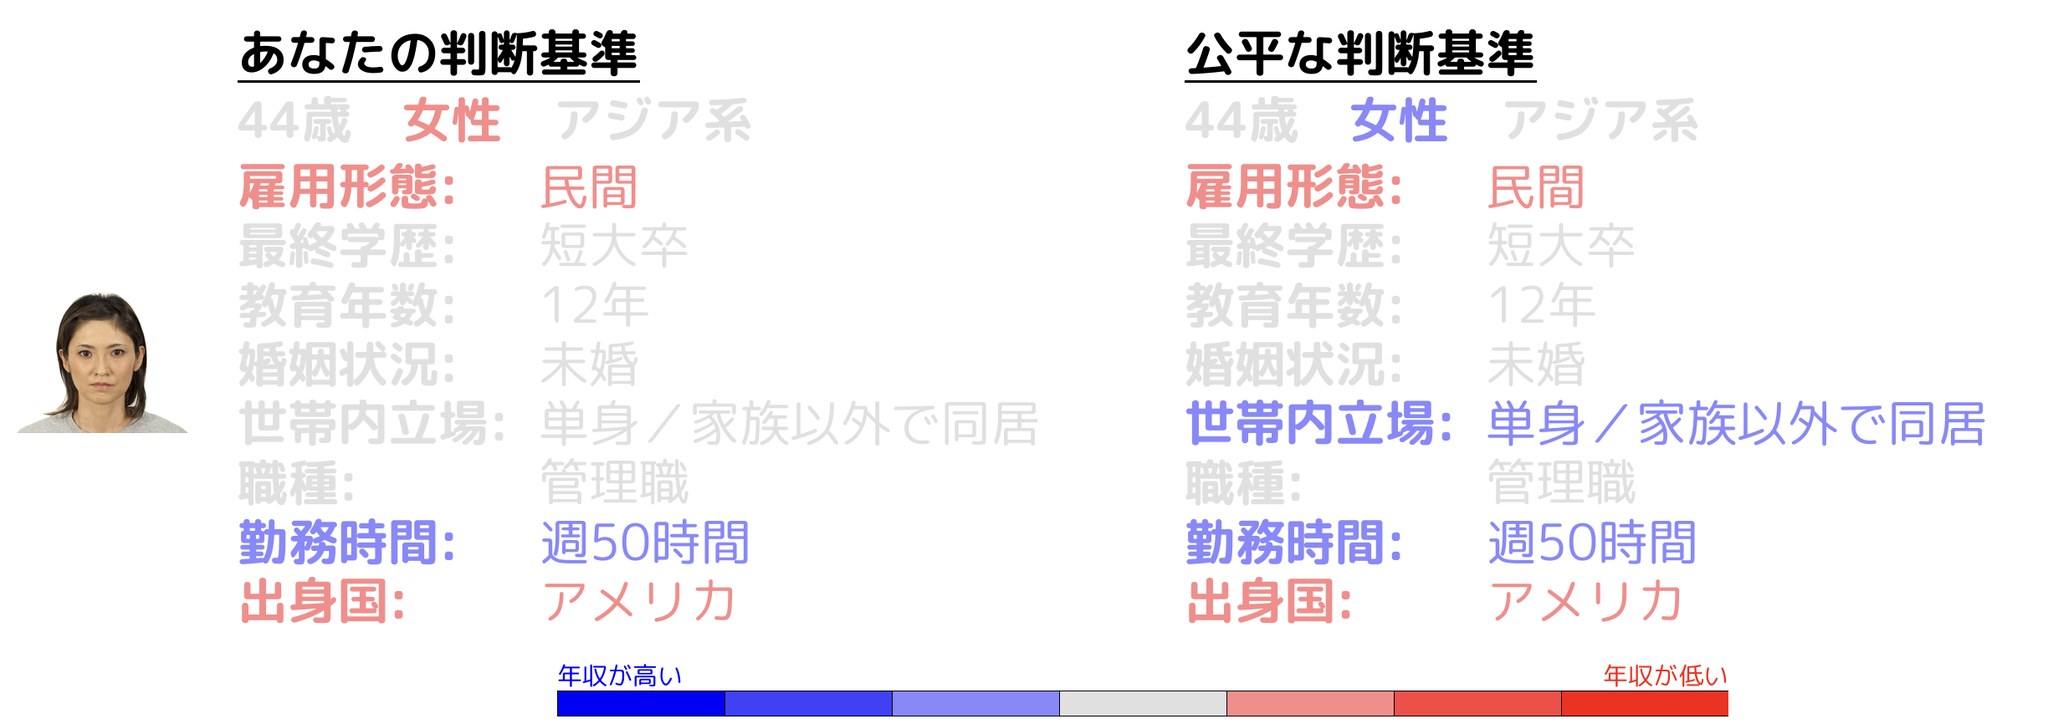 あなたの判断基準
44歳 女性 アジア系
雇用形態: 民間
最終学歴: 短大卒
教育年数: 12年
婚姻状況: 未婚
世帯内立場: 単身／家族以外で同居
職種: 管理職
勤務時間: 週50時間
出身国: アメリカ
公平な判断基準
44歳 女性 アジア系
雇用形態: 民間
最終学歴: 短大卒
教育年数: 12年
婚姻状況: 未婚
世帯内立場: 単身／家族以外で同居
職種: 管理職
勤務時間: 週50時間
出身国: アメリカ
年収が高い
年収が低い